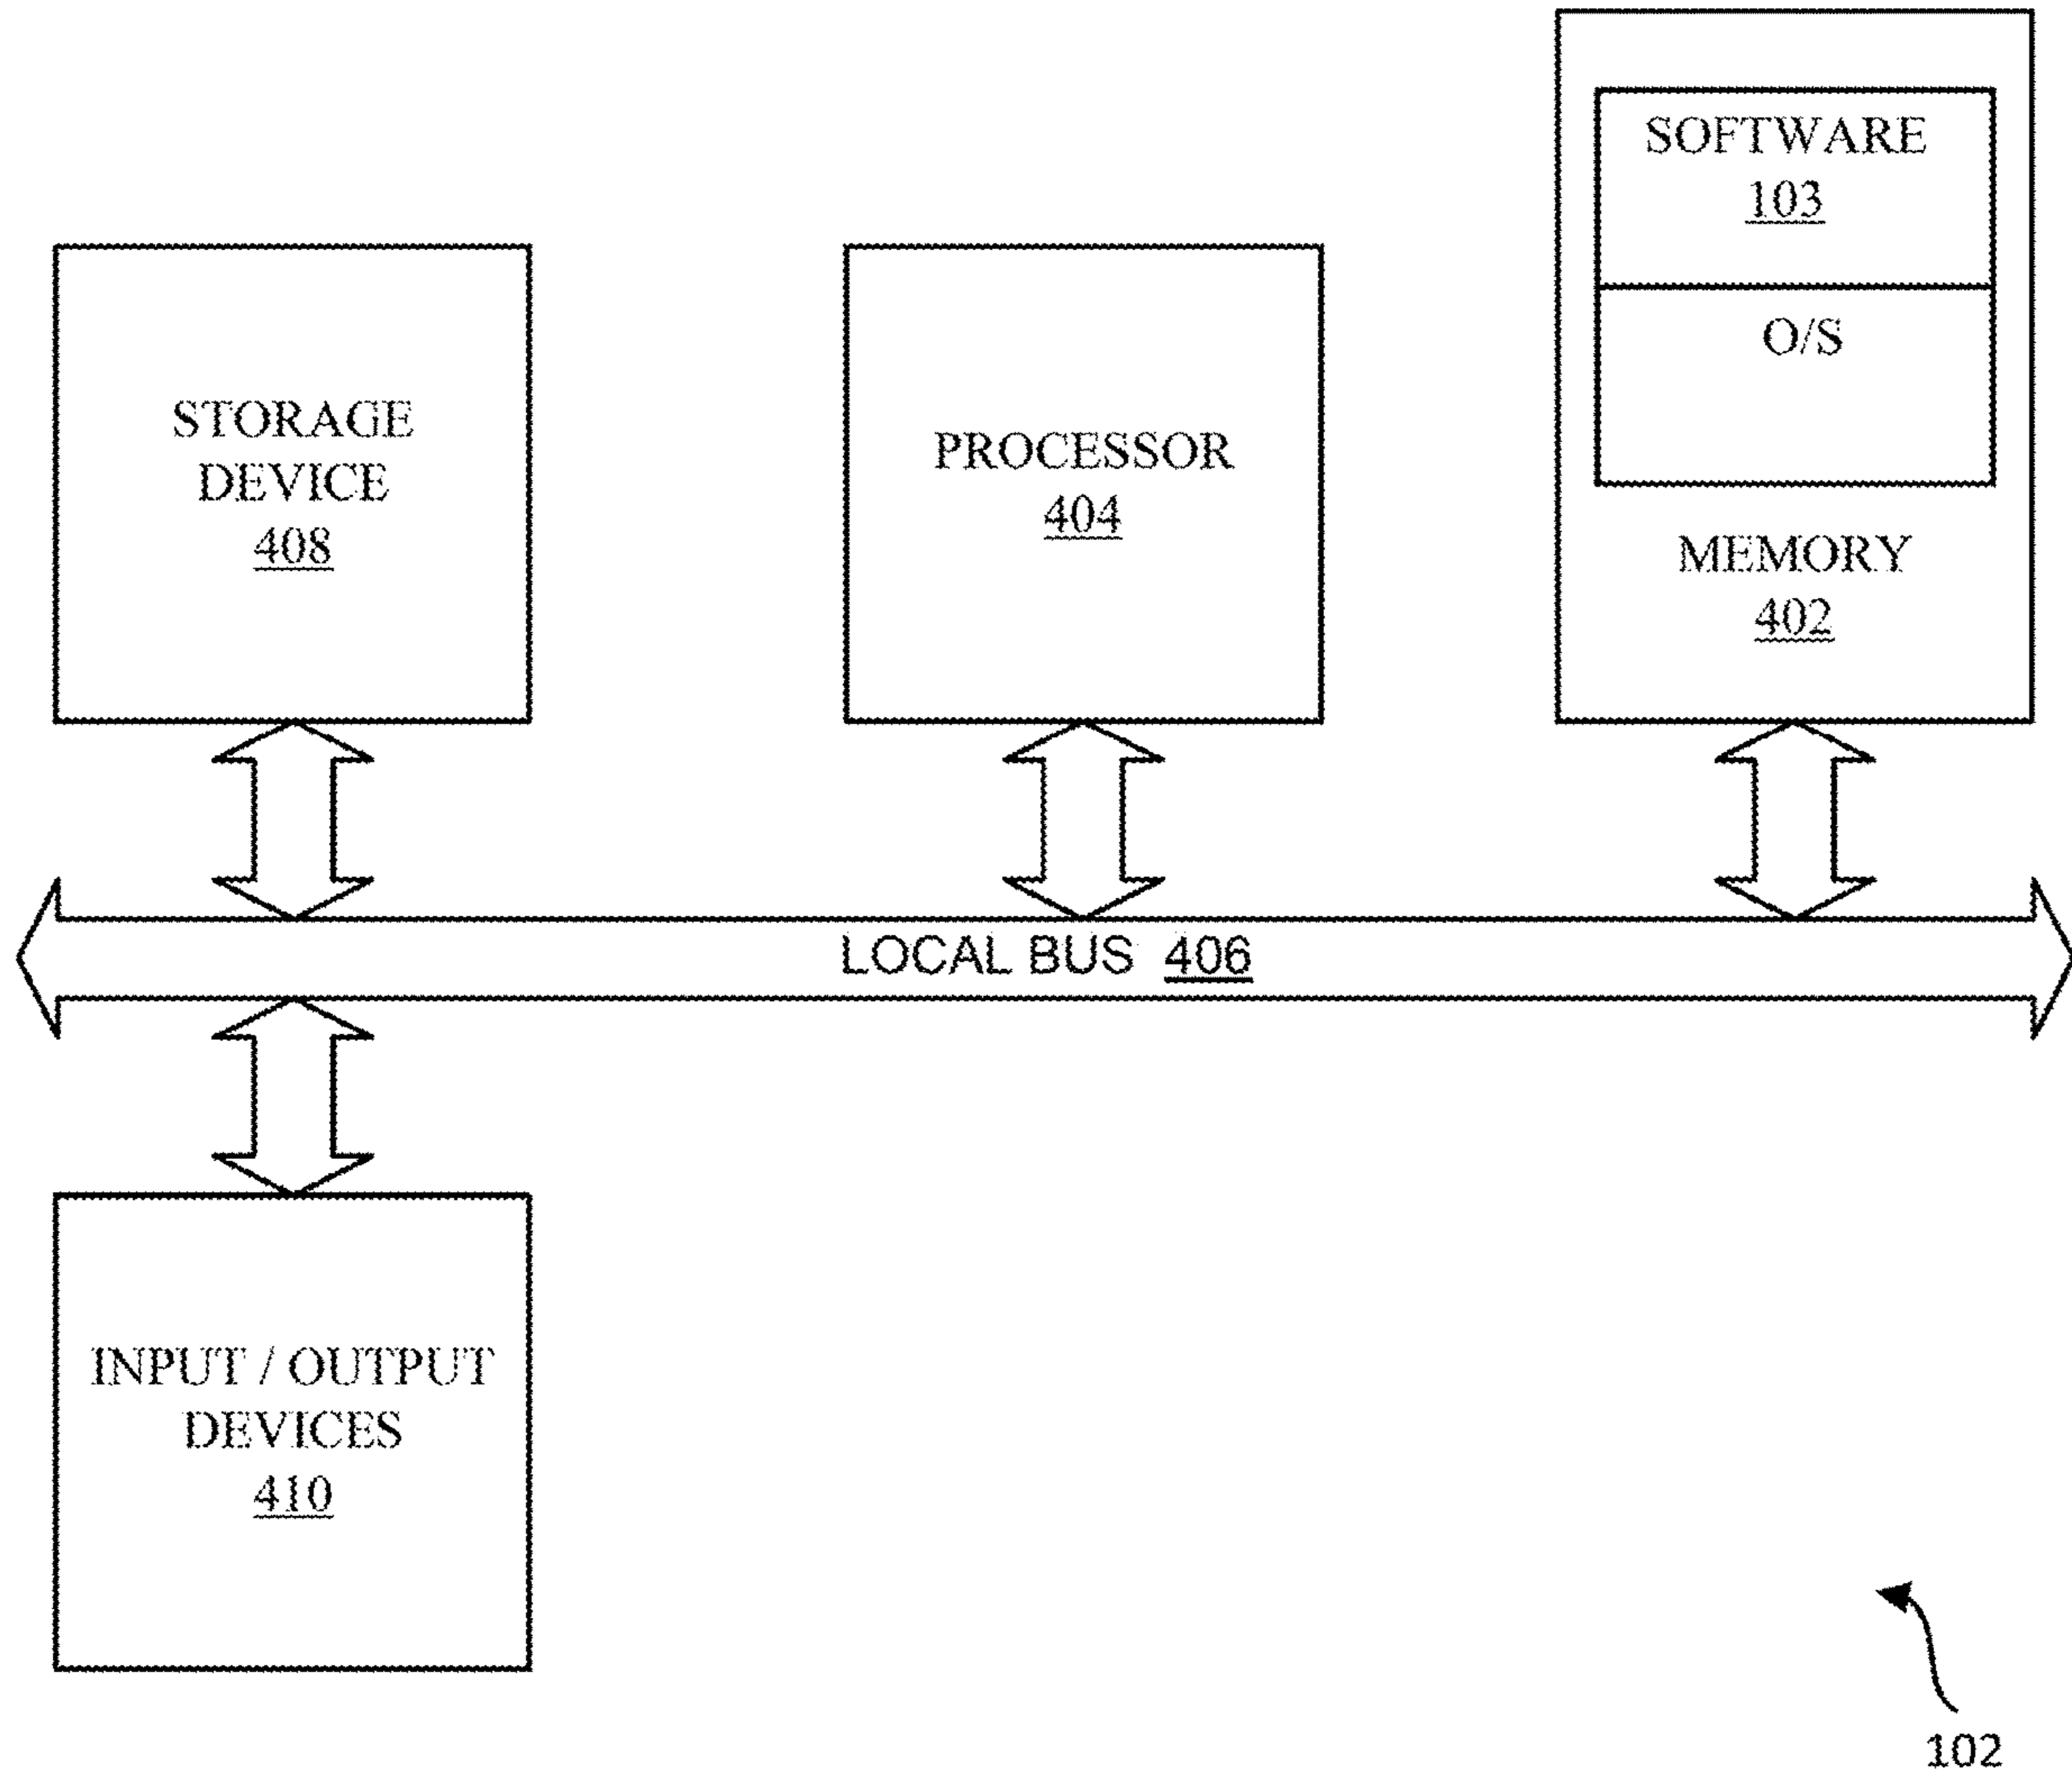 SOFTWARE
103
O/S
MEMORY
402
STORAGE
DEVICE
408
PROCESSOR
404
LOCAL BUS 406
INPUT / OUTPUT
DEVICES
410
102